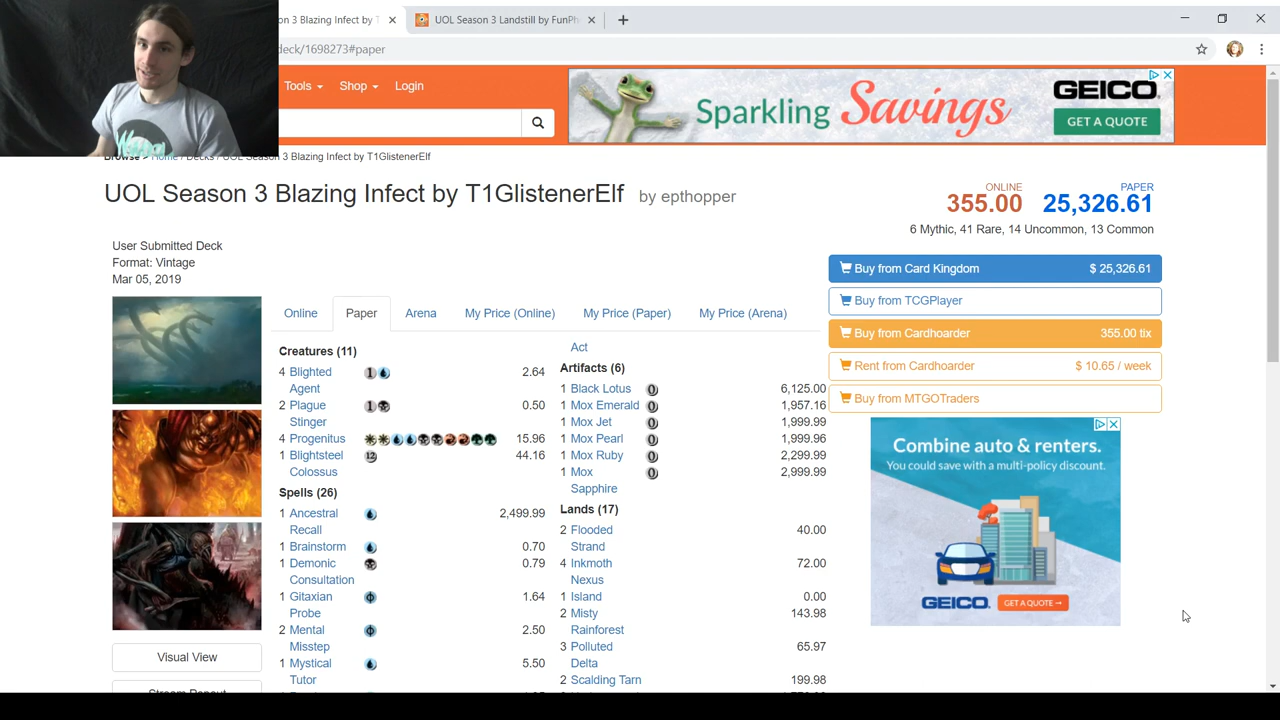 on 3 Blazing Infect by T
UOL Season 3 Landstill by FunPh
deck/1698273#paper
Tools
Shop
Login
Sparkling Savings
GEICO
GET A QUOTE
Browse > Home / Decks / UOL Season 3 Blazing Infect by T1GlistenerElf
UOL Season 3 Blazing Infect by T1GlistenerElf by epthopper
ONLINE
355.00
PAPER
25,326.61
6 Mythic, 41 Rare, 14 Uncommon, 13 Common
User Submitted Deck
Format: Vintage
Mar 05, 2019
Visual View
Online
Paper
Arena
My Price (Online)
My Price (Paper)
My Price (Arena)
Creatures (11)
4 Blighted 1 2.64
Agent
2 Plague 1 0.50
Stinger
4 Progenitus 15.96
1 Blightsteel 12 44.16
Colossus
Spells (26)
1 Ancestral 2,499.99
Recall
1 Brainstorm 0.70
1 Demonic 0.79
Consultation
1 Gitaxian 1.64
Probe
2 Mental 2.50
Misstep
1 Mystical 5.50
Tutor
Act
Artifacts (6)
1 Black Lotus 0 6,125.00
1 Mox Emerald 0 1,957.16
1 Mox Jet 0 1,999.99
1 Mox Pearl 0 1,999.96
1 Mox Ruby 0 2,299.99
1 Mox 0 2,999.99
Sapphire
Lands (17)
2 Flooded 40.00
Strand
4 Inkmoth 72.00
Nexus
1 Island 0.00
2 Misty 143.98
Rainforest
3 Polluted 65.97
Delta
2 Scalding Tarn 199.98
Buy from Card Kingdom $ 25,326.61
Buy from TCGPlayer
Buy from Cardhoarder 355.00 tix
Rent from Cardhoarder $ 10.65 / week
Buy from MTGOTraders
Combine auto & renters.
You could save with a multi-policy discount.
GEICO
GET A QUOTE